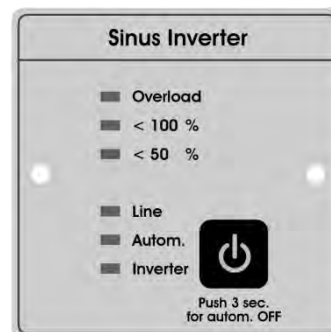 Sinus Inverter
Overload
< 100 %
< 50 %
Line
Autom.
Inverter
Push 3 sec.
for autom. OFF